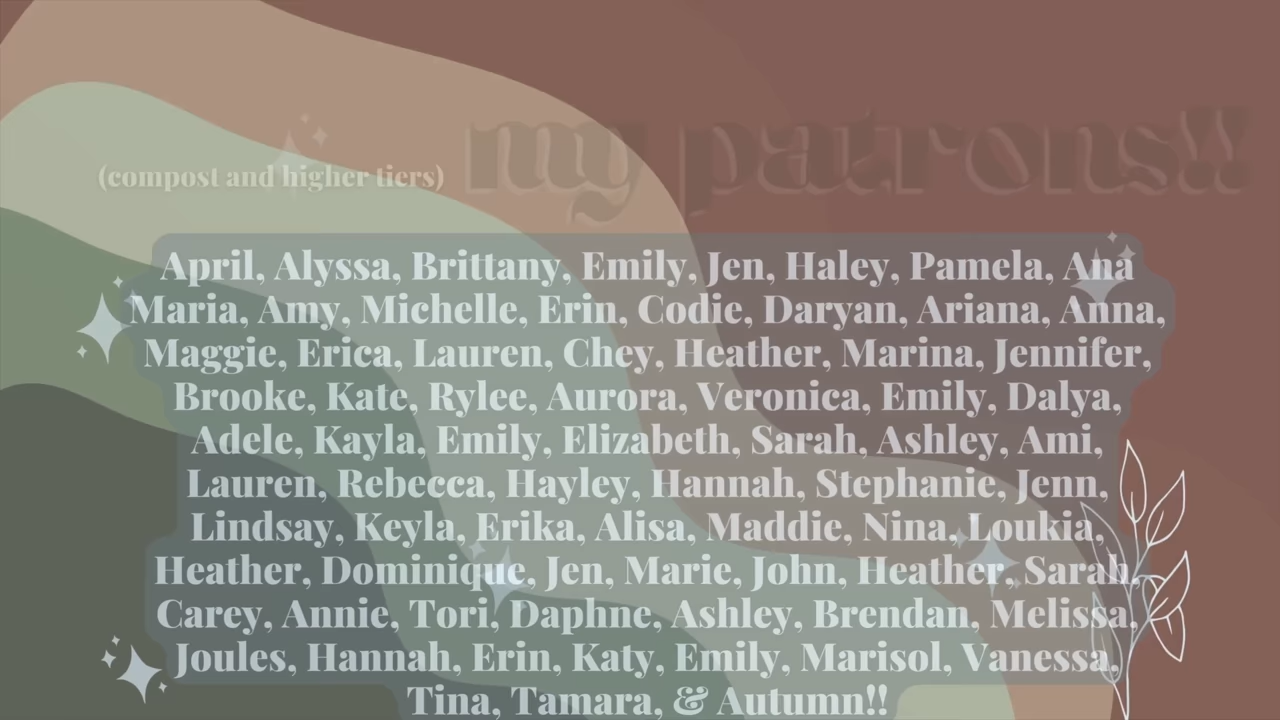 my patrons!!
(compost and higher tiers)
April, Alyssa, Brittany, Emily, Jen, Haley, Pamela, Ana
Maria, Amy, Michelle, Erin, Codie, Daryan, Ariana, Anna,
Maggie, Erica, Lauren, Chey, Heather, Marina, Jennifer,
Brooke, Kate, Rylee, Aurora, Veronica, Emily, Dalya,
Adele, Kayla, Emily, Elizabeth, Sarah, Ashley, Ami,
Lauren, Rebecca, Hayley, Hannah, Stephanie, Jenn,
Lindsay, Keyla, Erika, Alisa, Maddie, Nina, Loukia,
Heather, Dominique, Jen, Marie, John, Heather, Sarah,
Carey, Annie, Tori, Daphne, Ashley, Brendan, Melissa,
Joules, Hannah, Erin, Katy, Emily, Marisol, Vanessa,
Tina, Tamara, & Autumn!!